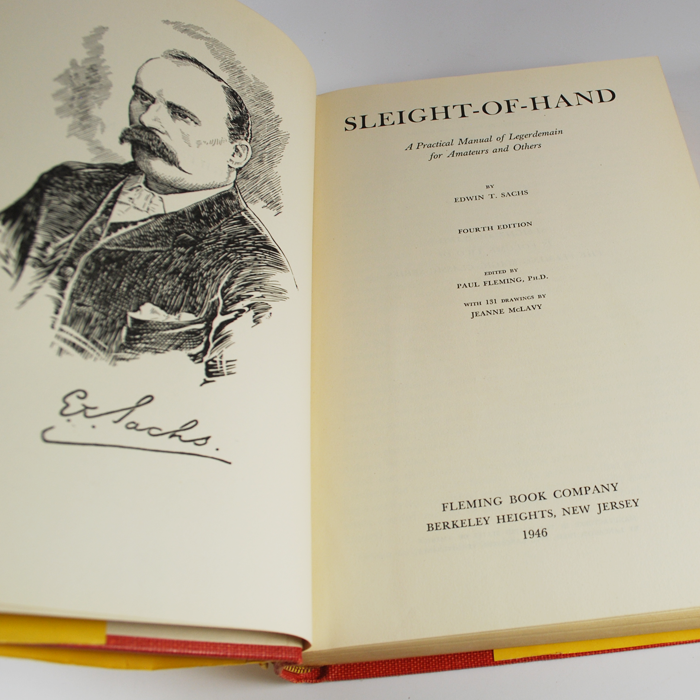 E.T. Sachs.
SLEIGHT-OF-HAND
A Practical Manual of Legerdemain
for Amateurs and Others
BY
EDWIN T. SACHS
FOURTH EDITION
EDITED BY
PAUL FLEMING, PH.D.
WITH 151 DRAWINGS BY
JEANNE McLAVY
FLEMING BOOK COMPANY
BERKELEY HEIGHTS, NEW JERSEY
1946